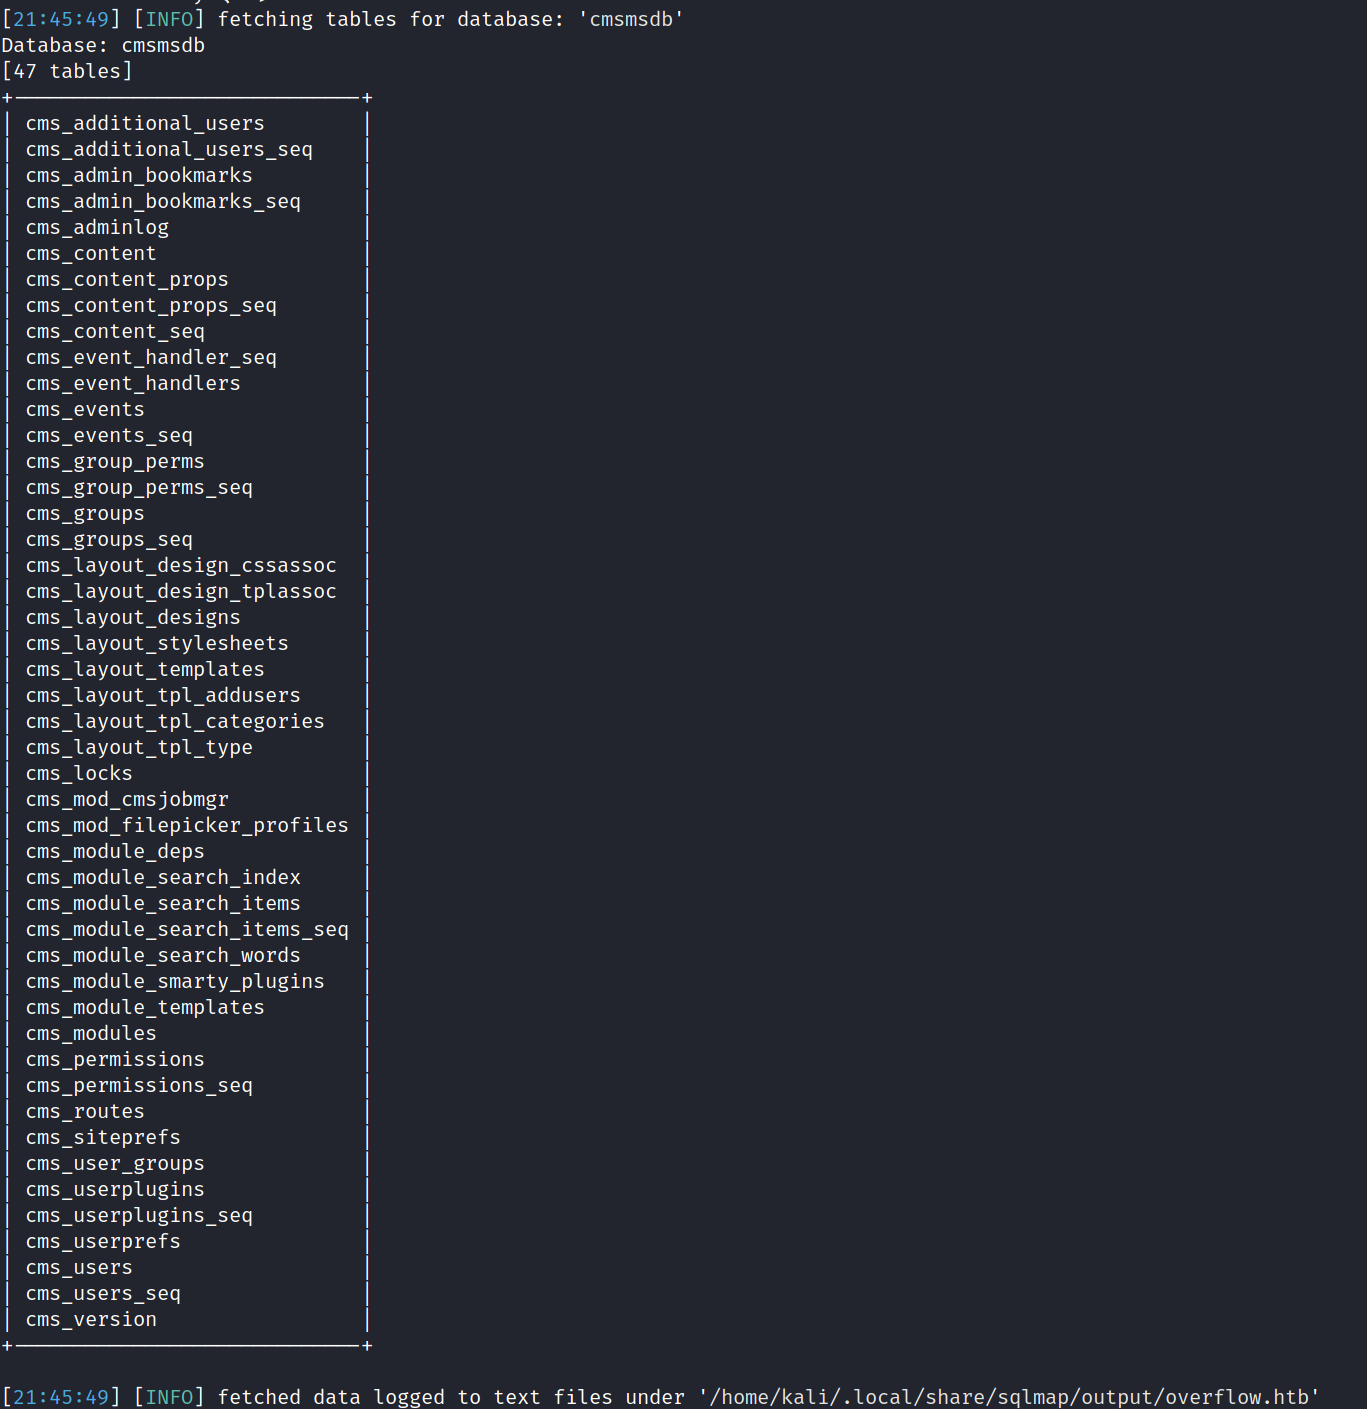 [21:45:49] [INFO] fetching tables for database: 'cmsmsdb'
Database: cmsmsdb
[47 tables]
+-----------------------------+
| cms_additional_users        |
| cms_additional_users_seq    |
| cms_admin_bookmarks         |
| cms_admin_bookmarks_seq     |
| cms_adminlog                |
| cms_content                 |
| cms_content_props           |
| cms_content_props_seq       |
| cms_content_seq             |
| cms_event_handler_seq       |
| cms_event_handlers          |
| cms_events                  |
| cms_events_seq              |
| cms_group_perms             |
| cms_group_perms_seq         |
| cms_groups                  |
| cms_groups_seq              |
| cms_layout_design_cssassoc  |
| cms_layout_design_tplassoc  |
| cms_layout_designs          |
| cms_layout_stylesheets      |
| cms_layout_templates        |
| cms_layout_tpl_addusers     |
| cms_layout_tpl_categories   |
| cms_layout_tpl_type         |
| cms_locks                   |
| cms_mod_cmsjobmgr           |
| cms_mod_filepicker_profiles |
| cms_module_deps             |
| cms_module_search_index     |
| cms_module_search_items     |
| cms_module_search_items_seq |
| cms_module_search_words     |
| cms_module_smarty_plugins   |
| cms_module_templates        |
| cms_modules                 |
| cms_permissions             |
| cms_permissions_seq         |
| cms_routes                  |
| cms_siteprefs               |
| cms_user_groups             |
| cms_userplugins             |
| cms_userplugins_seq         |
| cms_userprefs               |
| cms_users                   |
| cms_users_seq               |
| cms_version                 |
+-----------------------------+
[21:45:49] [INFO] fetched data logged to text files under '/home/kali/.local/share/sqlmap/output/overflow.htb'